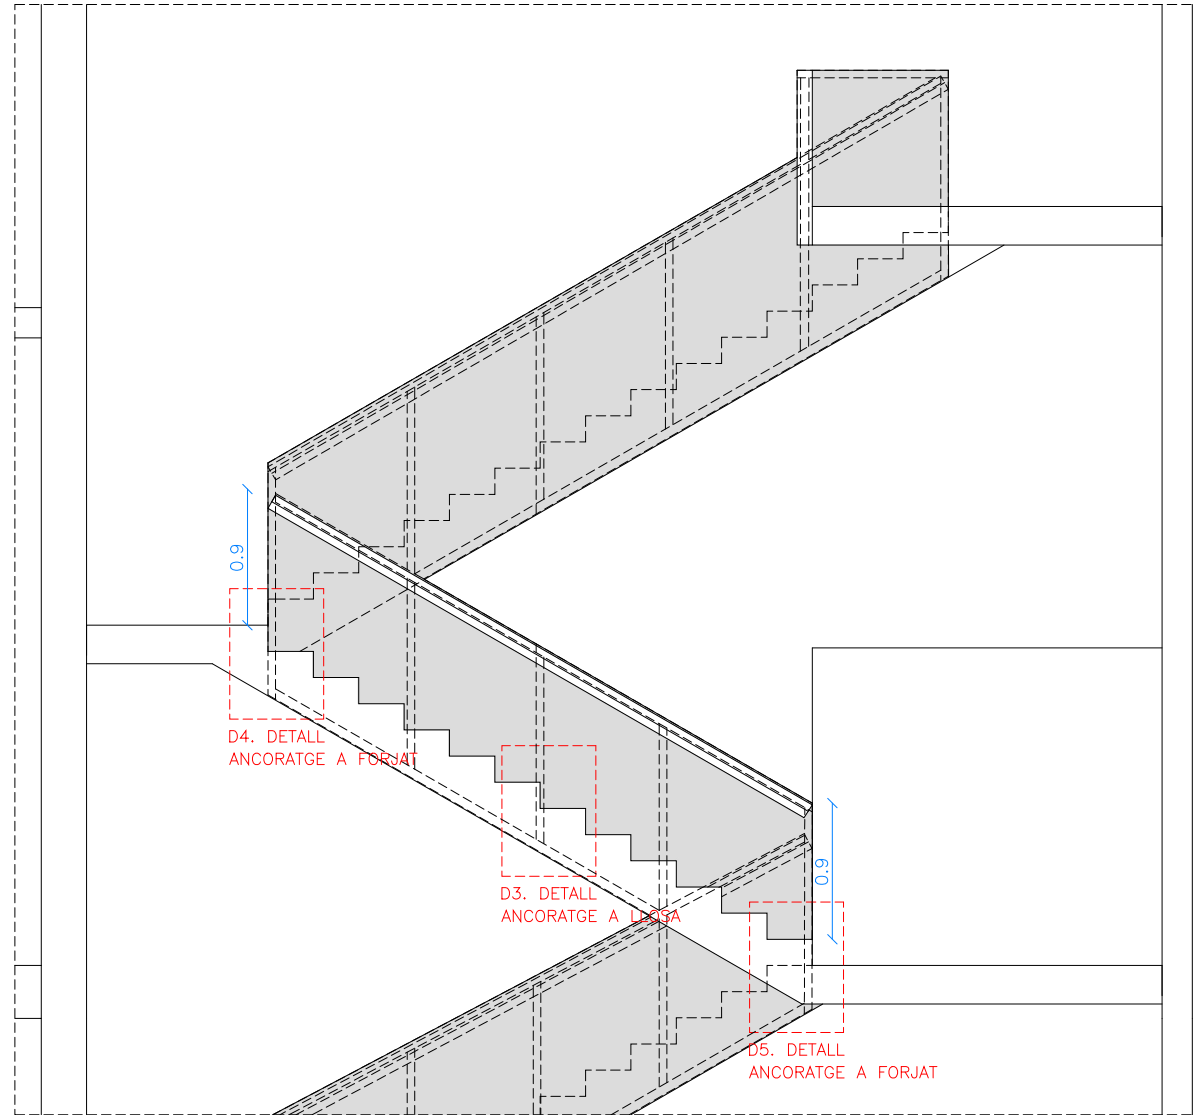 0.9
D4. DETALL
ANCORATGE A FORJAT
D3. DETALL
ANCORATGE A LLOSA
0.9
D5. DETALL
ANCORATGE A FORJAT